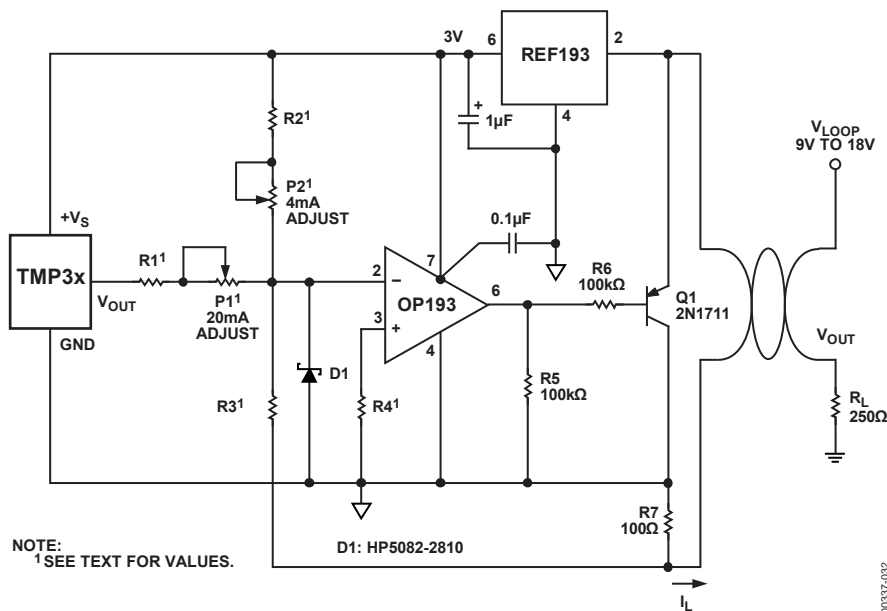 3V
6
REF193
2
4
R2¹
1µF
+
V_LOOP
9V TO 18V
P2¹
4mA
ADJUST
0.1µF
+V_S
TMP3x
R1¹
V_OUT
P1¹
20mA
ADJUST
GND
2
−
7
OP193
6
3
+
4
R6
100kΩ
Q1
2N1711
V_OUT
D1
R3¹
R4¹
R5
100kΩ
R_L
250Ω
R7
100Ω
NOTE:
¹SEE TEXT FOR VALUES.
D1: HP5082-2810
I_L
00337-032